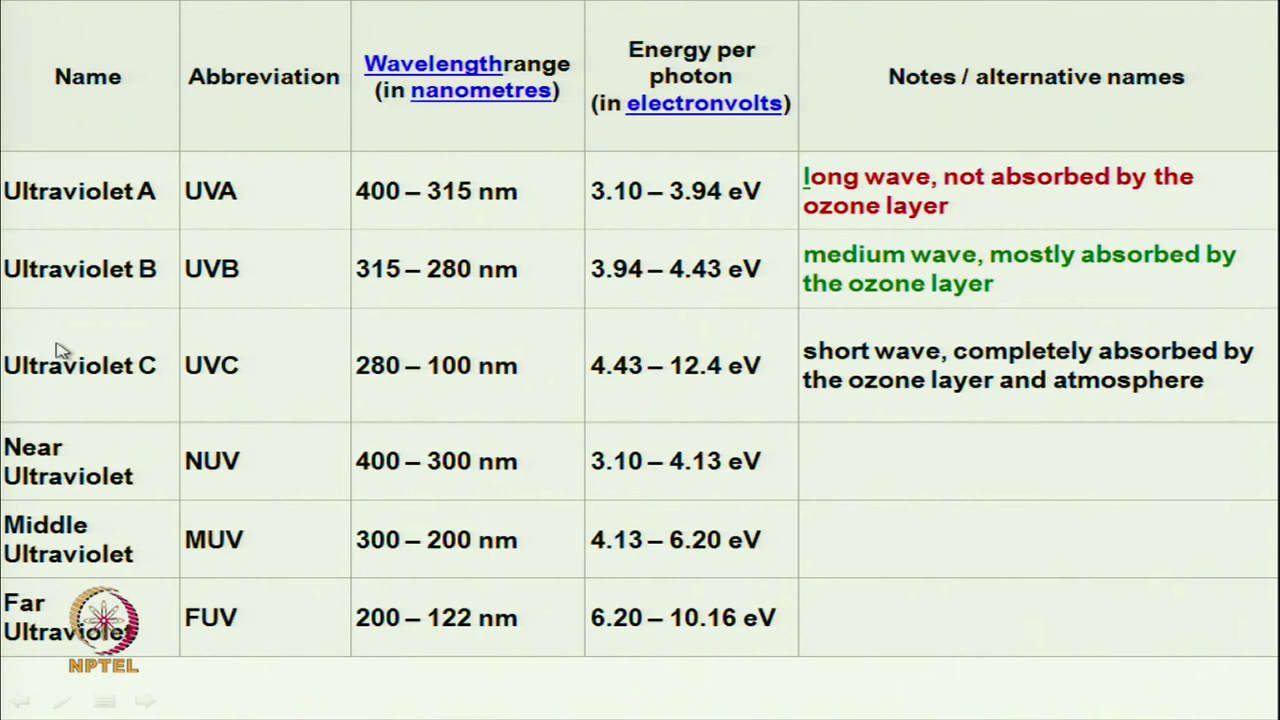 Name
Abbreviation
Wavelengthrange
(in nanometres)
Energy per
photon
(in electronvolts)
Notes / alternative names
Ultraviolet A
UVA
400 – 315 nm
3.10 – 3.94 eV
long wave, not absorbed by the
ozone layer
Ultraviolet B
UVB
315 – 280 nm
3.94 – 4.43 eV
medium wave, mostly absorbed by
the ozone layer
Ultraviolet C
UVC
280 – 100 nm
4.43 – 12.4 eV
short wave, completely absorbed by
the ozone layer and atmosphere
Near
Ultraviolet
NUV
400 – 300 nm
3.10 – 4.13 eV
Middle
Ultraviolet
MUV
300 – 200 nm
4.13 – 6.20 eV
Far
Ultraviolet
FUV
200 – 122 nm
6.20 – 10.16 eV
NPTEL